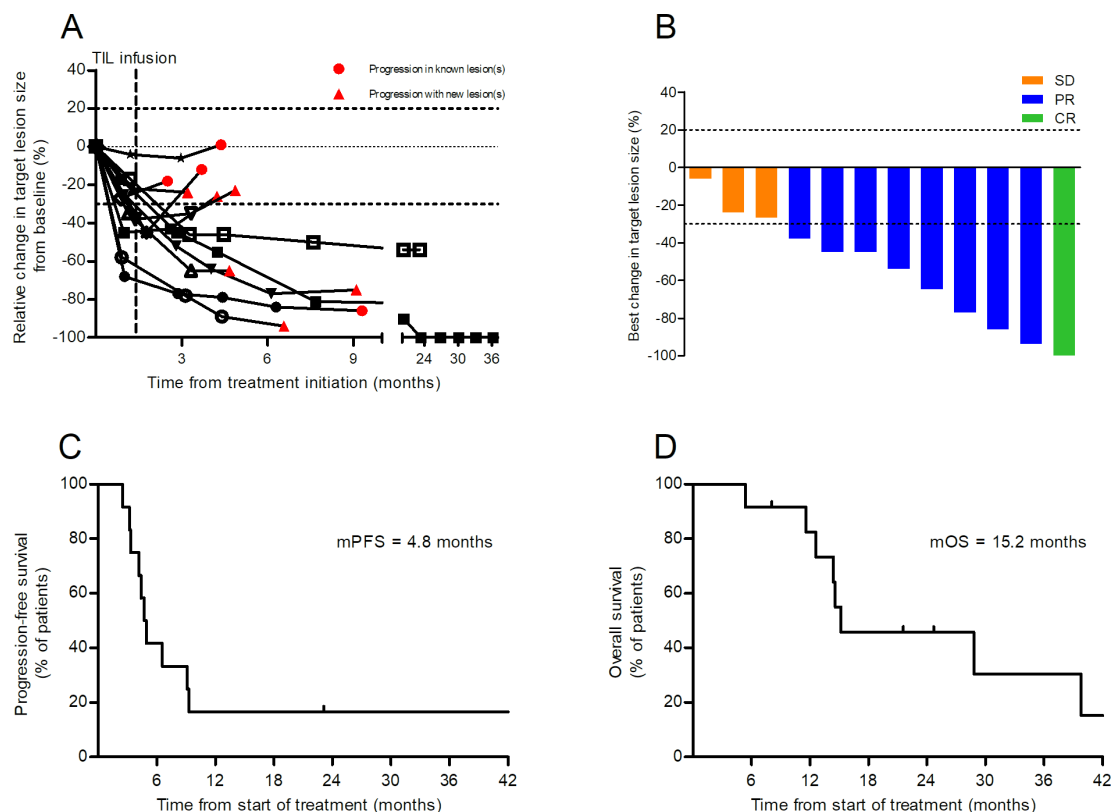 A
TIL infusion
Relative change in target lesion size
from baseline (%)
40
20
0
-20
-40
-60
-80
-100
Progression in known lesion(s)
Progression with new lesion(s)
3
6
9
24
30
36
Time from treatment initiation (months)
B
Best change in target lesion size (%)
40
20
0
-20
-40
-60
-80
-100
SD
PR
CR
C
Progression-free survival
(% of patients)
100
80
60
40
20
0
mPFS = 4.8 months
6
12
18
24
30
36
42
Time from start of treatment (months)
D
Overall survival
(% of patients)
100
80
60
40
20
0
mOS = 15.2 months
6
12
18
24
30
36
42
Time from start of treatment (months)